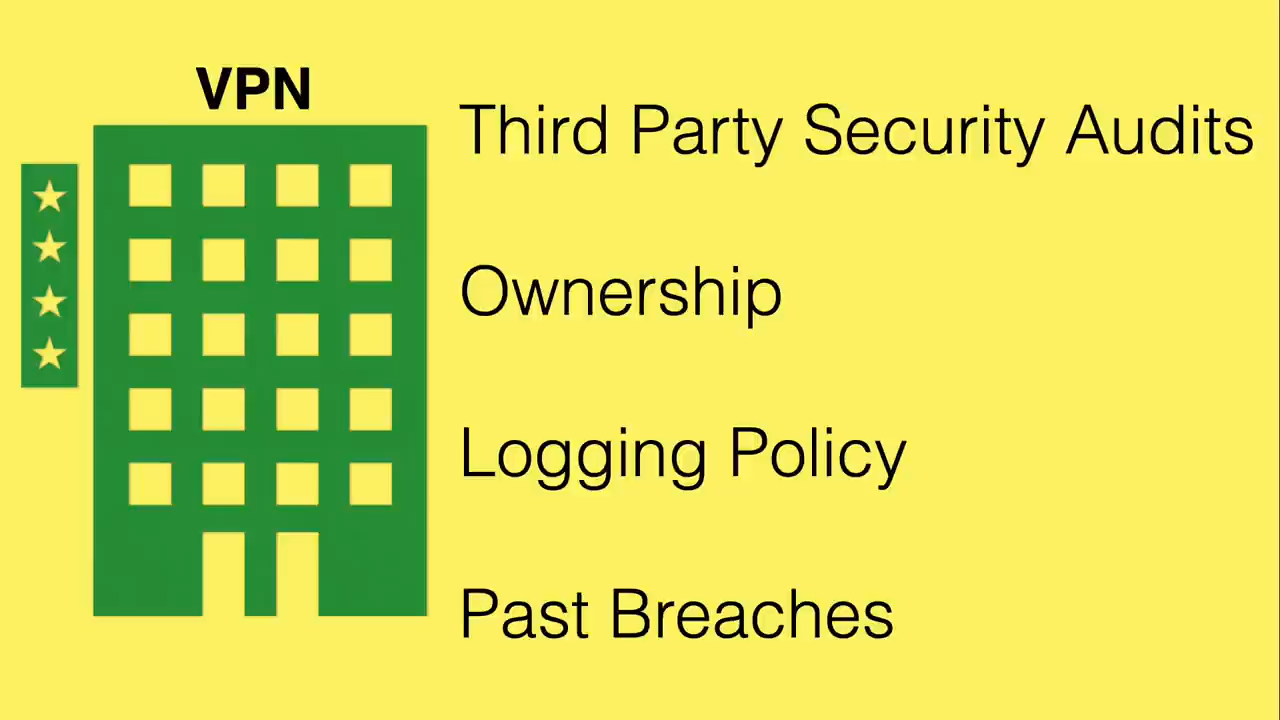 VPN
Third Party Security Audits
Ownership
Logging Policy
Past Breaches